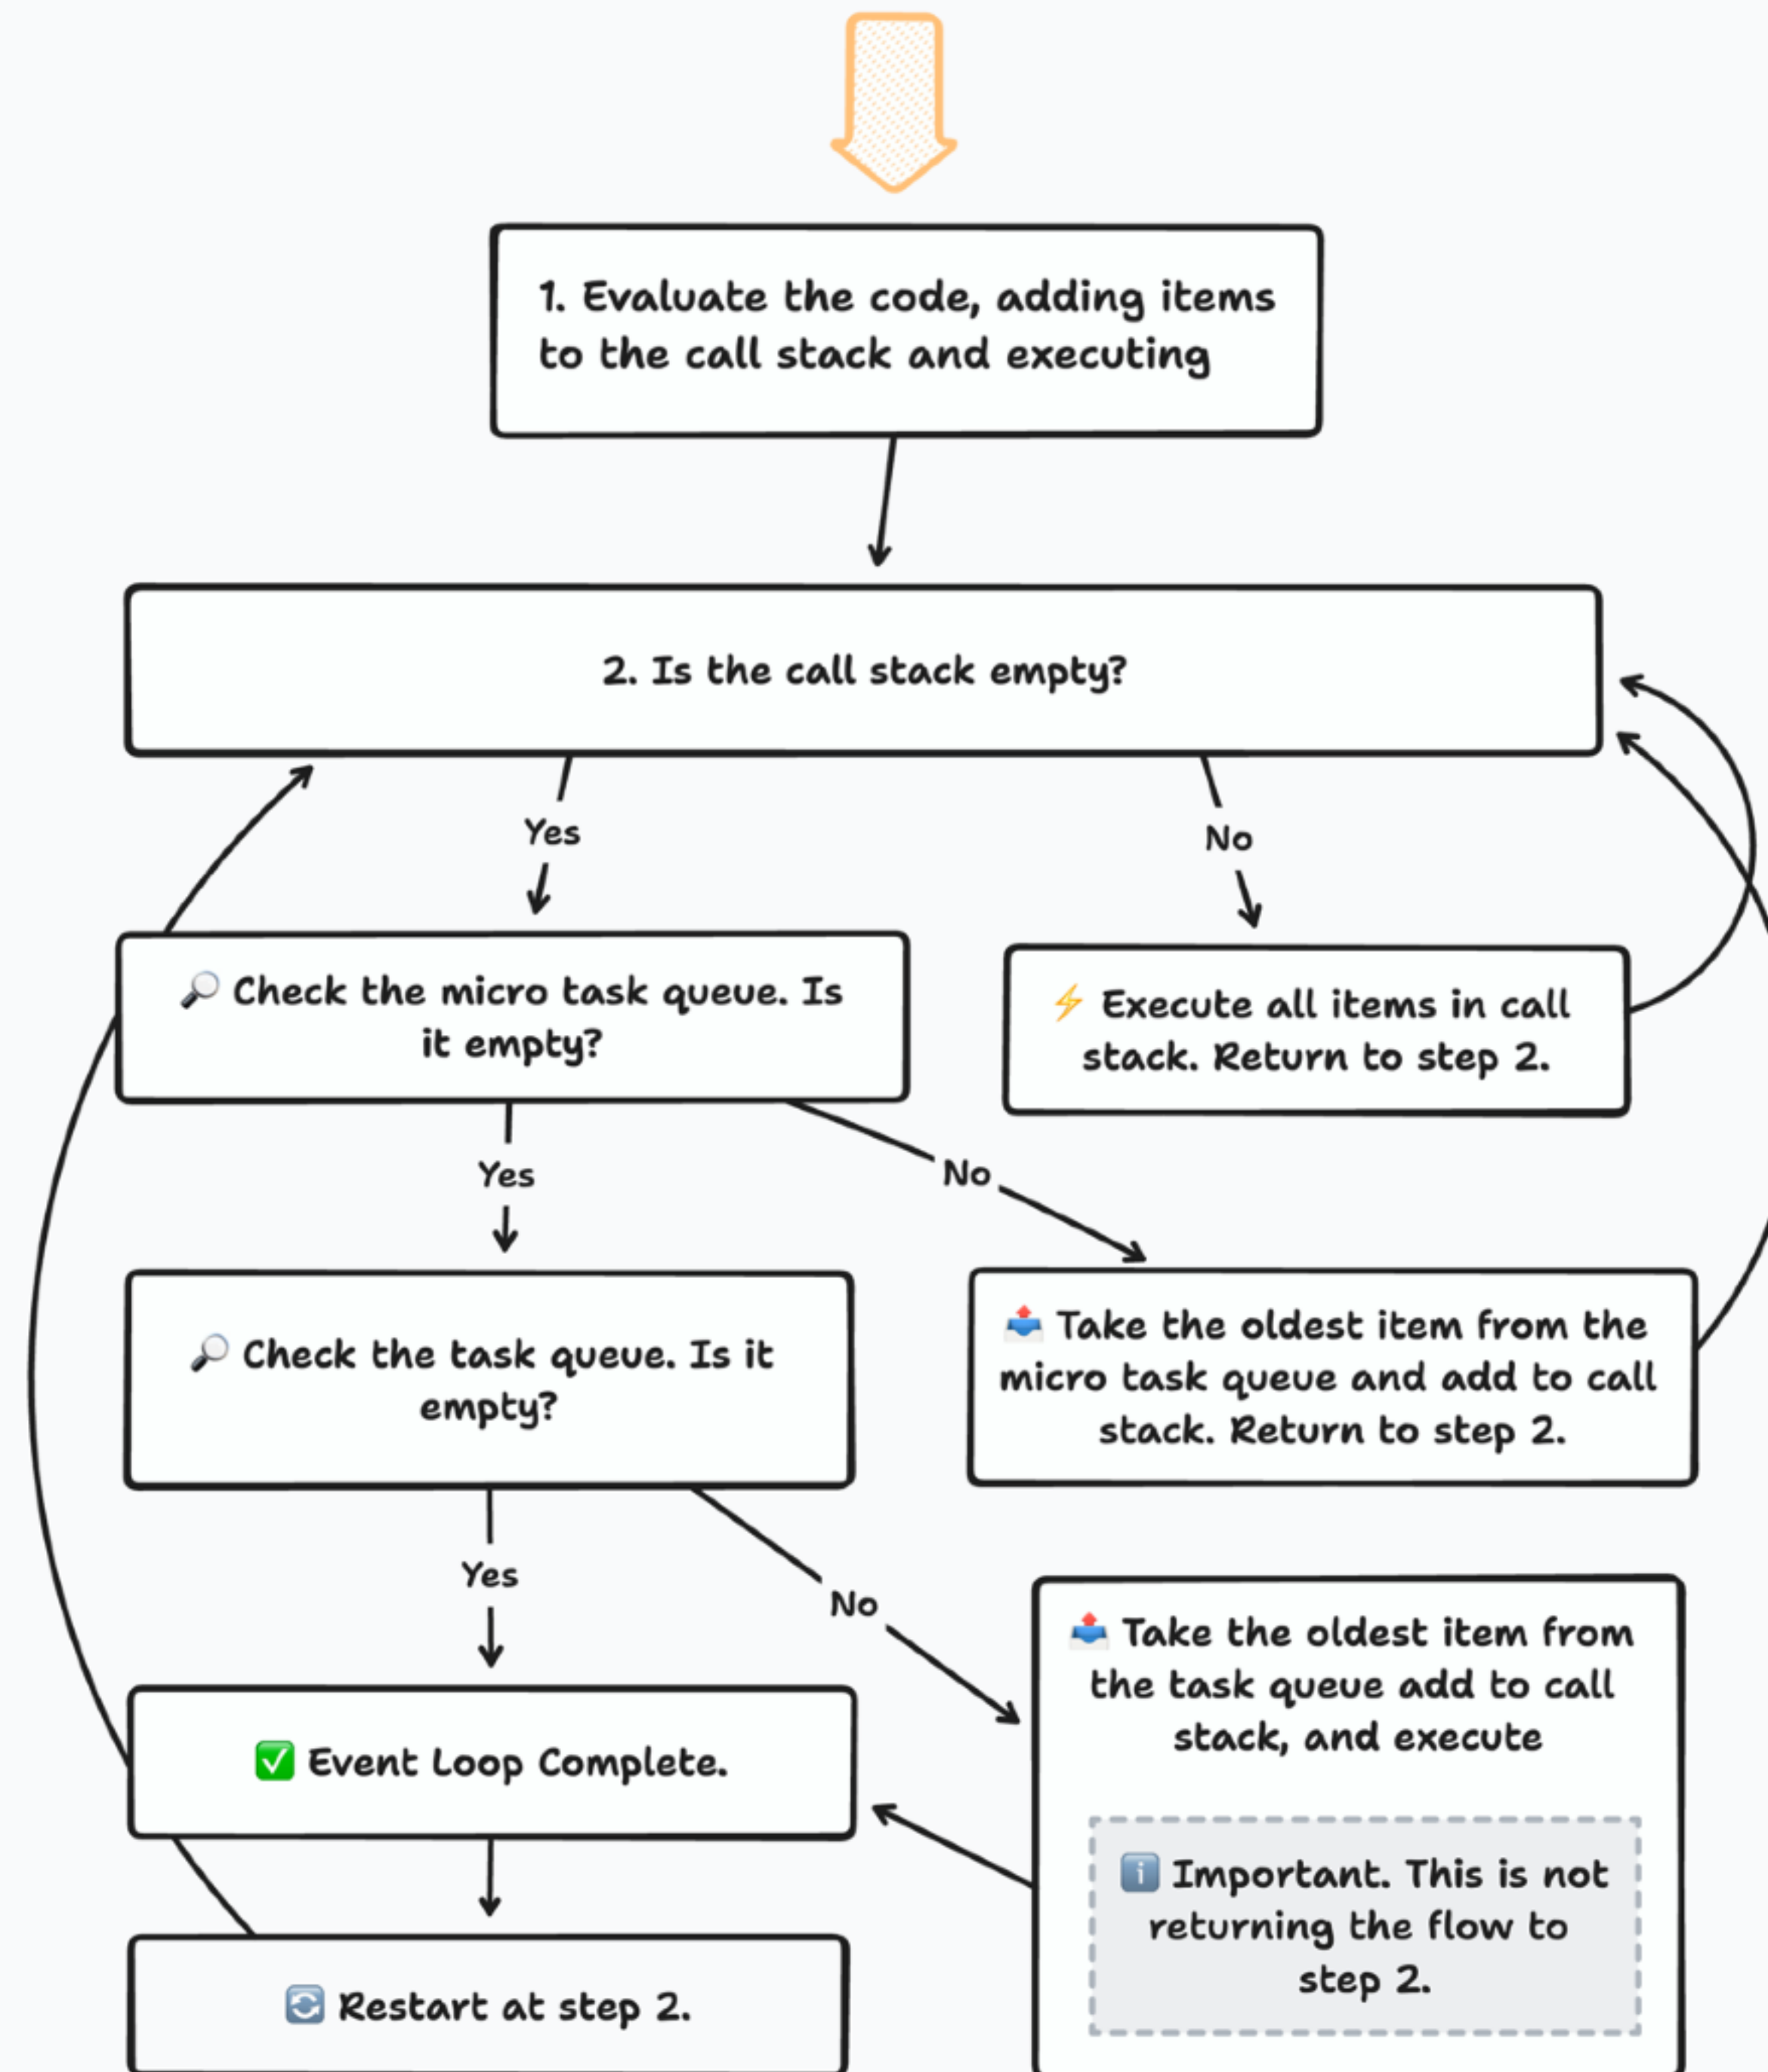 1. Evaluate the code, adding items
to the call stack and executing
2. Is the call stack empty?
Yes
No
🔎 Check the micro task queue. Is
it empty?
⚡ Execute all items in call
stack. Return to step 2.
Yes
No
🔎 Check the task queue. Is it
empty?
📤 Take the oldest item from the
micro task queue and add to call
stack. Return to step 2.
Yes
No
📤 Take the oldest item from
the task queue add to call
stack, and execute
✅ Event Loop Complete.
ℹ️ Important. This is not
returning the flow to
step 2.
🔄 Restart at step 2.